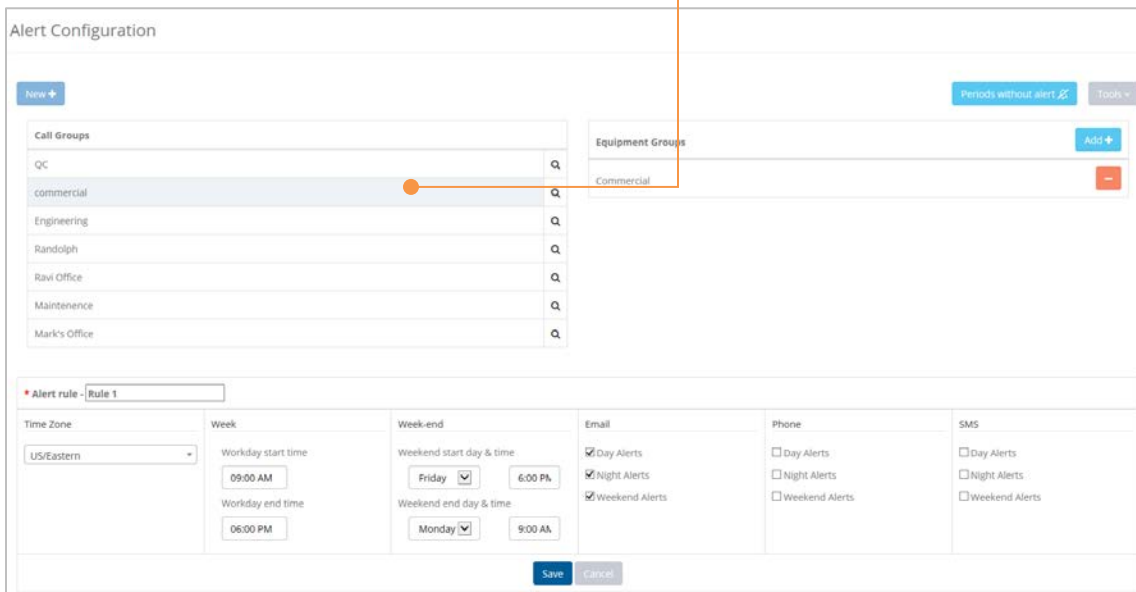 Alert Configuration
New +
Periods without alert
Tools
Call Groups
QC
commercial
Engineering
Randolph
Ravi Office
Maintenence
Mark's Office
Equipment Groups
Add +
Commercial
* Alert rule - Rule 1
Time Zone
US/Eastern
Week
Workday start time
09:00 AM
Workday end time
06:00 PM
Week-end
Weekend start day & time
Friday 6:00 PM
Weekend end day & time
Monday 9:00 AM
Email
Day Alerts
Night Alerts
Weekend Alerts
Phone
Day Alerts
Night Alerts
Weekend Alerts
SMS
Day Alerts
Night Alerts
Weekend Alerts
Save Cancel